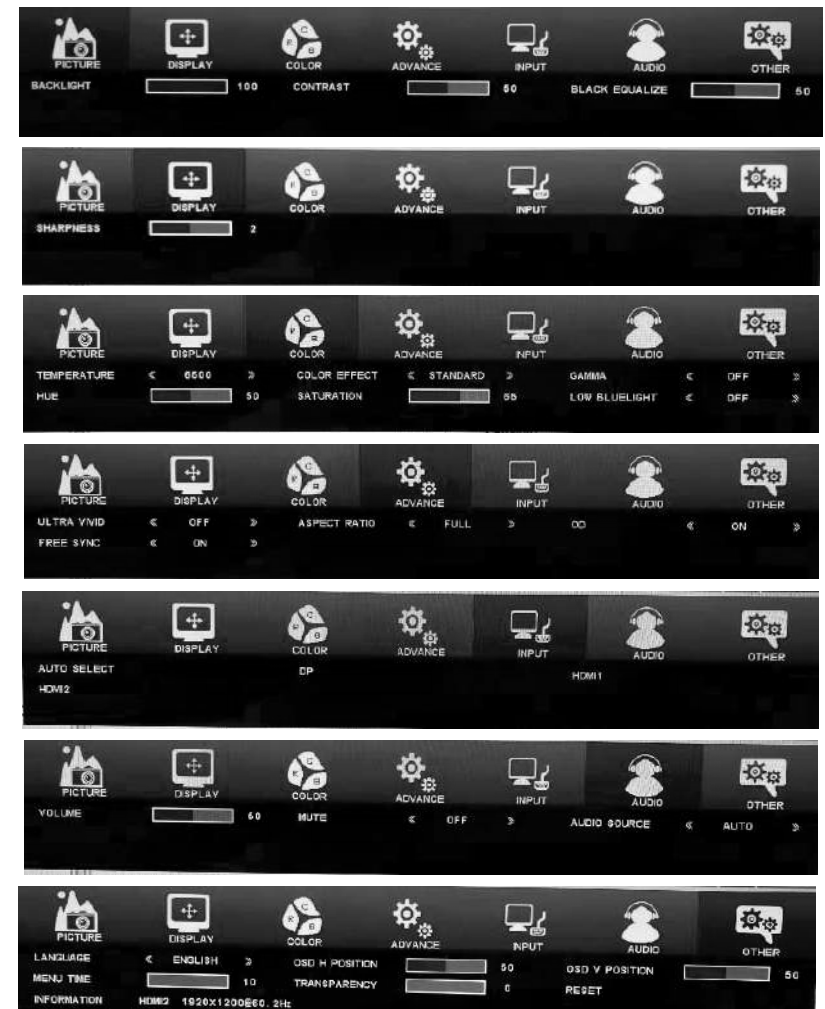 PICTURE DISPLAY COLOR ADVANCE INPUT AUDIO OTHER
BACKLIGHT 100 CONTRAST 50 BLACK EQUALIZE 50
PICTURE DISPLAY COLOR ADVANCE INPUT AUDIO OTHER
SHARPNESS 2
PICTURE DISPLAY COLOR ADVANCE INPUT AUDIO OTHER
TEMPERATURE « 6500 » COLOR EFFECT « STANDARD » GAMMA « OFF »
HUE 50 SATURATION 55 LOW BLUELIGHT « OFF »
PICTURE DISPLAY COLOR ADVANCE INPUT AUDIO OTHER
ULTRA VIVID « OFF » ASPECT RATIO « FULL » OD « ON »
FREE SYNC « ON »
PICTURE DISPLAY COLOR ADVANCE INPUT AUDIO OTHER
AUTO SELECT DP HDMI1
HDMI2
PICTURE DISPLAY COLOR ADVANCE INPUT AUDIO OTHER
VOLUME 50 MUTE « OFF » AUDIO SOURCE « AUTO »
PICTURE DISPLAY COLOR ADVANCE INPUT AUDIO OTHER
LANGUAGE « ENGLISH » OSD H POSITION 50 OSD V POSITION 50
MENU TIME 10 TRANSPARENCY 0 RESET
INFORMATION HDMI2 1920X1200@60.2Hz